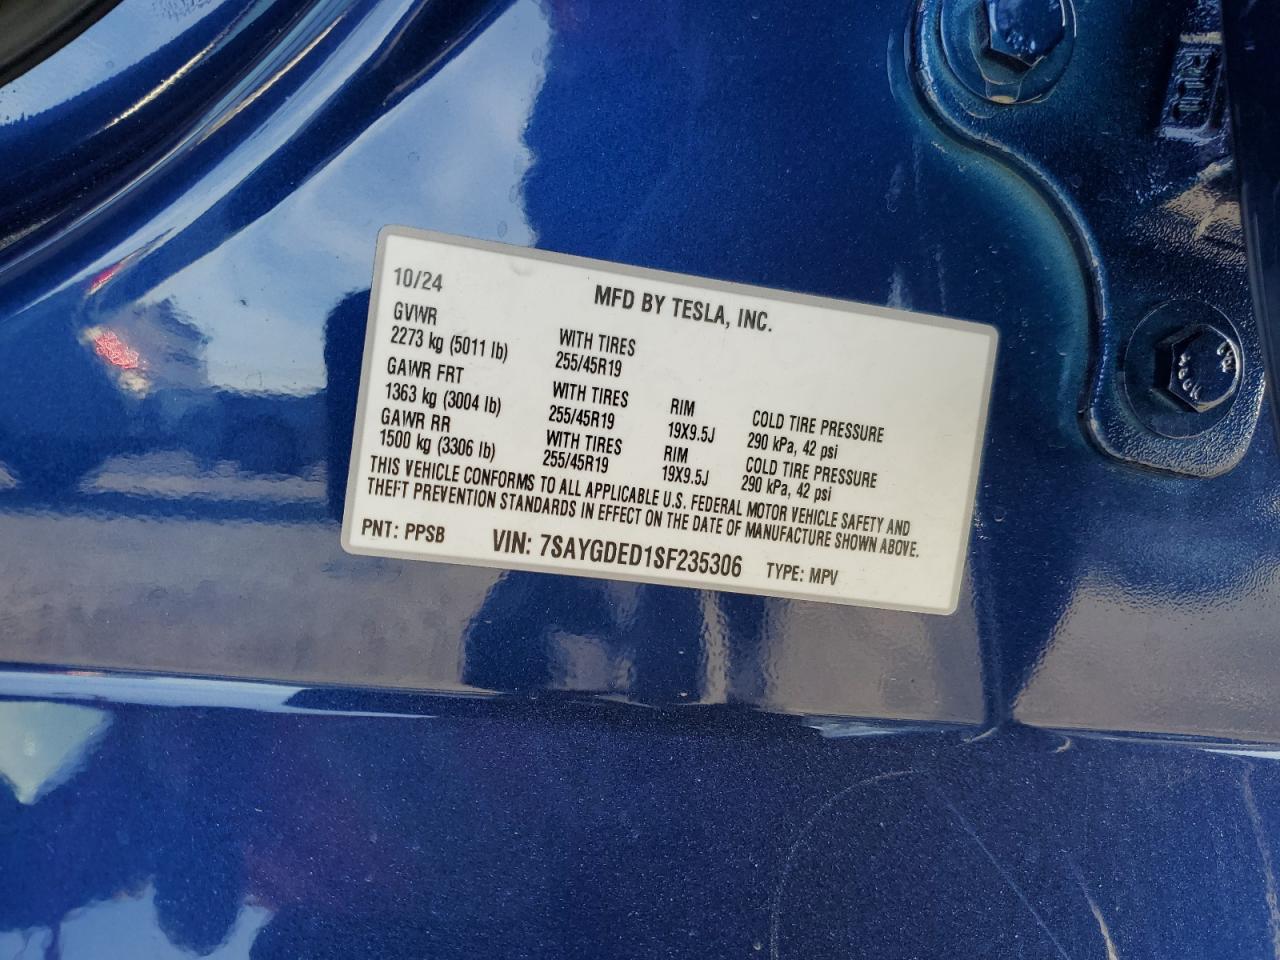 10/24
MFD BY TESLA, INC.
GVWR
2273 kg (5011 lb)
WITH TIRES
255/45R19
GAWR FRT
1363 kg (3004 lb)
WITH TIRES
255/45R19
RIM
19X9.5J
COLD TIRE PRESSURE
290 kPa, 42 psi
GAWR RR
1500 kg (3306 lb)
WITH TIRES
255/45R19
RIM
19X9.5J
COLD TIRE PRESSURE
290 kPa, 42 psi
THIS VEHICLE CONFORMS TO ALL APPLICABLE U.S. FEDERAL MOTOR VEHICLE SAFETY AND
THEFT PREVENTION STANDARDS IN EFFECT ON THE DATE OF MANUFACTURE SHOWN ABOVE.
PNT: PPSB VIN: 7SAYGDED1SF235306 TYPE: MPV